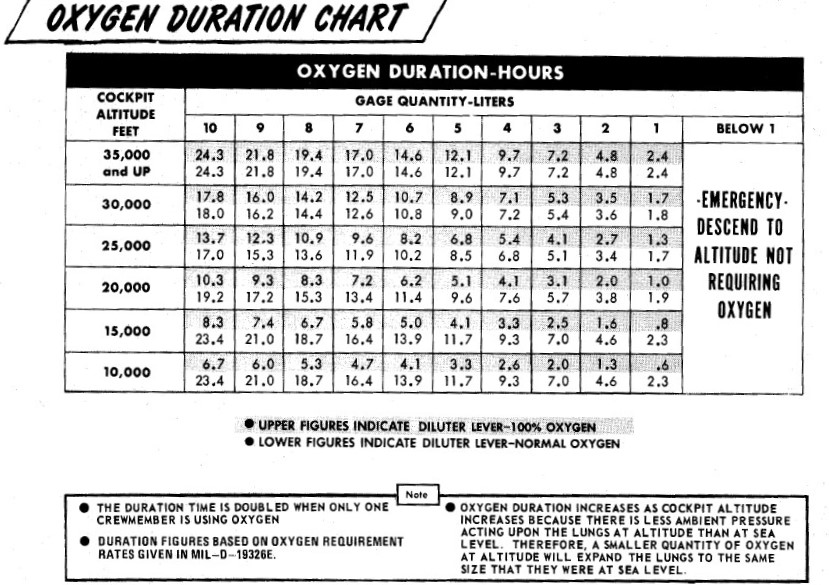 OXYGEN DURATION CHART
OXYGEN DURATION-HOURS
COCKPIT ALTITUDE FEET
GAGE QUANTITY-LITERS
10 9 8 7 6 5 4 3 2 1 BELOW 1
35,000 and UP
24.3 21.8 19.4 17.0 14.6 12.1 9.7 7.2 4.8 2.4
24.3 21.8 19.4 17.0 14.6 12.1 9.7 7.2 4.8 2.4
30,000
17.8 16.0 14.2 12.5 10.7 8.9 7.1 5.3 3.5 1.7
18.0 16.2 14.4 12.6 10.8 9.0 7.2 5.4 3.6 1.8
25,000
13.7 12.3 10.9 9.6 8.2 6.8 5.4 4.1 2.7 1.3
17.0 15.3 13.6 11.9 10.2 8.5 6.8 5.1 3.4 1.7
20,000
10.3 9.3 8.3 7.2 6.2 5.1 4.1 3.1 2.0 1.0
19.2 17.2 15.3 13.4 11.4 9.6 7.6 5.7 3.8 1.9
15,000
8.3 7.4 6.7 5.8 5.0 4.1 3.3 2.5 1.6 .8
23.4 21.0 18.7 16.4 13.9 11.7 9.3 7.0 4.6 2.3
10,000
6.7 6.0 5.3 4.7 4.1 3.3 2.6 2.0 1.3 .6
23.4 21.0 18.7 16.4 13.9 11.7 9.3 7.0 4.6 2.3
-EMERGENCY-
DESCEND TO
ALTITUDE NOT
REQUIRING
OXYGEN
● UPPER FIGURES INDICATE DILUTER LEVER-100% OXYGEN
● LOWER FIGURES INDICATE DILUTER LEVER-NORMAL OXYGEN
Note
● THE DURATION TIME IS DOUBLED WHEN ONLY ONE
CREWMEMBER IS USING OXYGEN
● DURATION FIGURES BASED ON OXYGEN REQUIREMENT
RATES GIVEN IN MIL-D-19326E.
● OXYGEN DURATION INCREASES AS COCKPIT ALTITUDE
INCREASES BECAUSE THERE IS LESS AMBIENT PRESSURE
ACTING UPON THE LUNGS AT ALTITUDE THAN AT SEA
LEVEL. THEREFORE, A SMALLER QUANTITY OF OXYGEN
AT ALTITUDE WILL EXPAND THE LUNGS TO THE SAME
SIZE THAT THEY WERE AT SEA LEVEL.